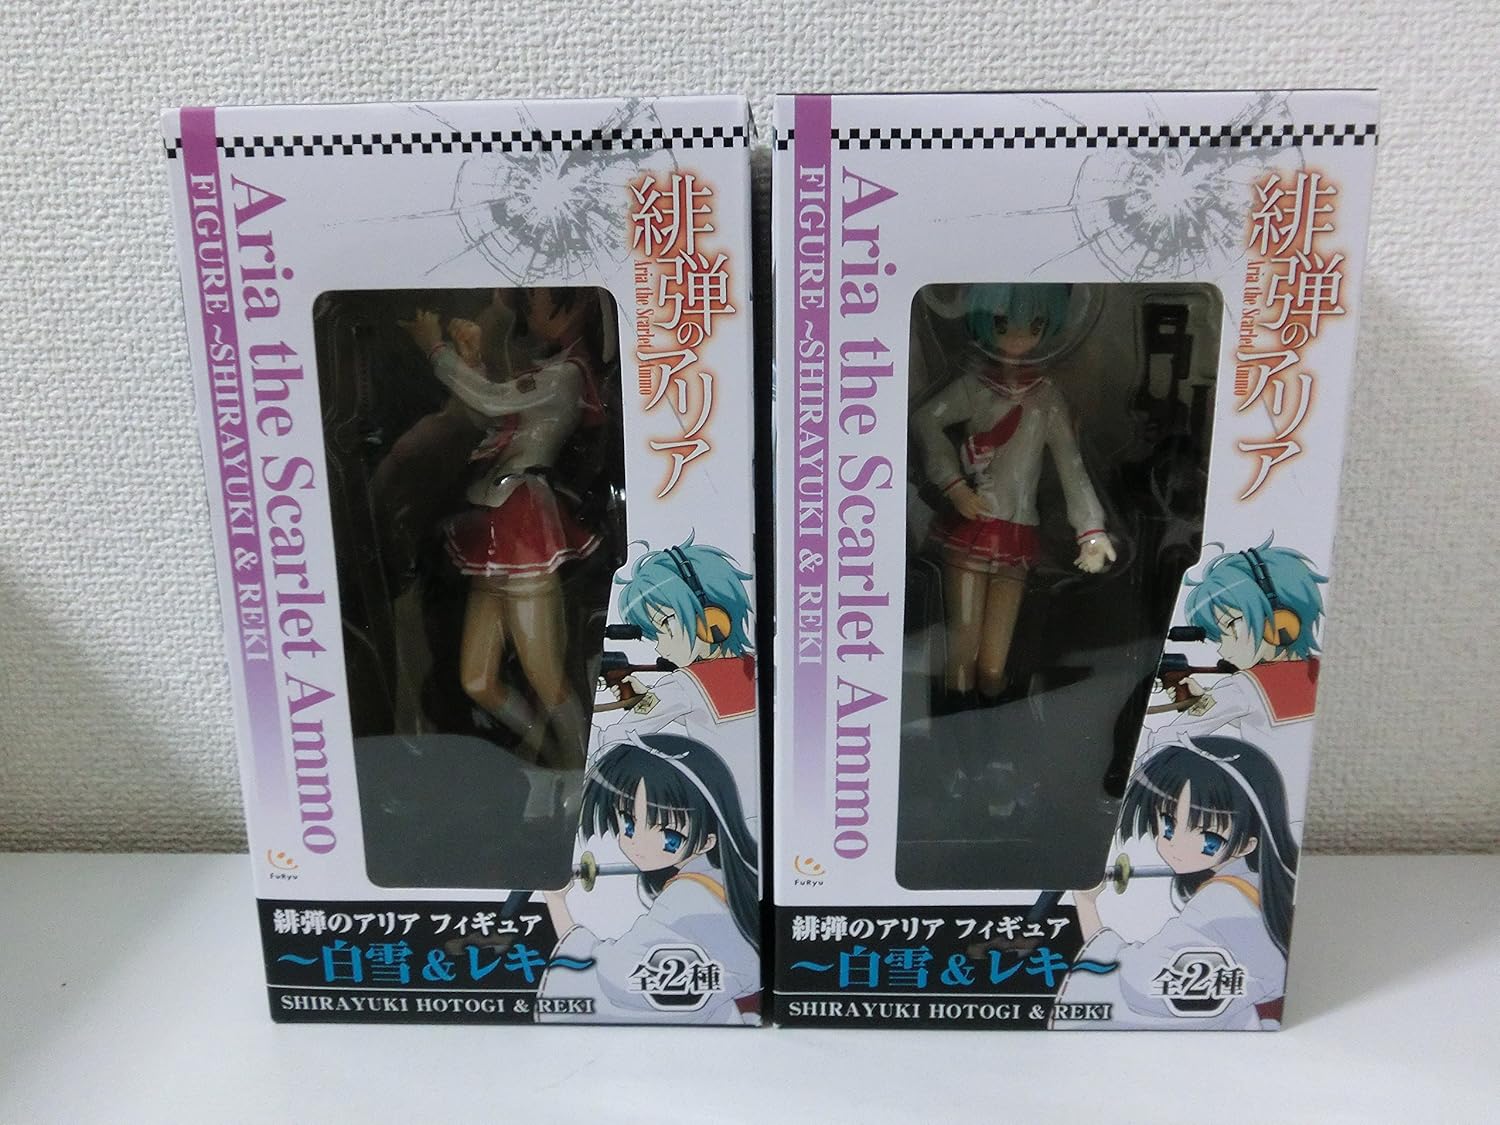 Aria the Scarlet Ammo
FIGURE ~SHIRAYUKI & REKI
緋弾のアリア
Aria the Scarlet Ammo
FuRyu
緋弾のアリア フィギュア
～白雪&レキ～
全2種
SHIRAYUKI HOTOGI & REKI
Aria the Scarlet Ammo
FIGURE ~SHIRAYUKI & REKI
緋弾のアリア
Aria the Scarlet Ammo
FuRyu
緋弾のアリア フィギュア
～白雪&レキ～
全2種
SHIRAYUKI HOTOGI & REKI